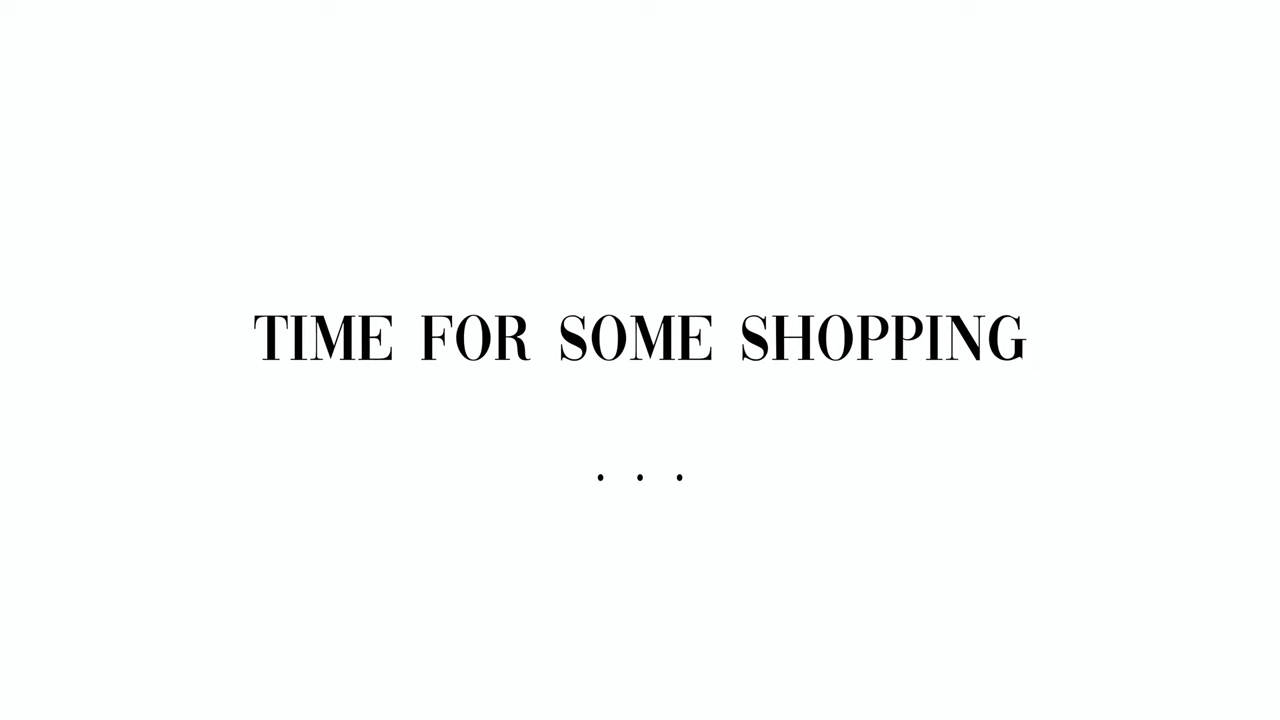 TIME FOR SOME SHOPPING
. . .